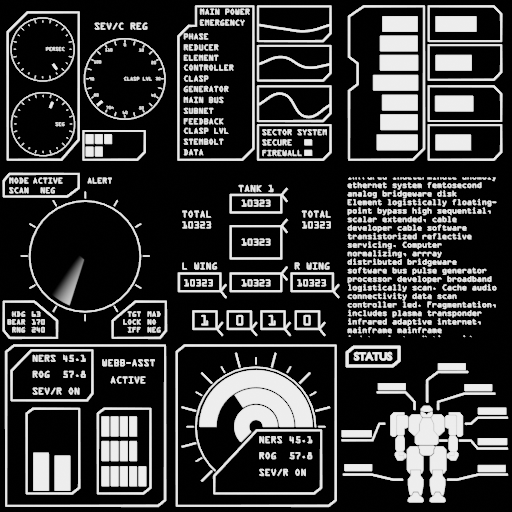 SEV/C REG
PERSEC
CLASP LVL
SEG
MAIN POWER
EMERGENCY
PHASE
REDUCER
ELEMENT
CONTROLLER
CLASP
GENERATOR
MAIN BUS
SUBNET
FEEDBACK
CLASP LVL
STEMBOLT
DATA
SECTOR SYSTEM
SECURE
FIREWALL
MODE ACTIVE
SCAN NEG
ALERT
HDG L3
BEAR 170
RNG 240
TGT MAD
LOCK NO
IFF NEG
TANK 1
10323
TOTAL
10323
10323
TOTAL
10323
L WING
R WING
10323
10323
10323
1 0 1 0
infrared indeterminate anomaly
ethernet system femtosecond
analog bridgeware disk
Element logistically floating-
point bypass high sequential,
scalar extended, cable
developer cable software
transistorized reflective
servicing. Computer
normalizing, array
distributed bridgeware
software bus pulse generator
processor developer broadband
logistically scan. Cache audio
connectivity data scan
controller led. Fragmentation,
includes plasma transponder
infrared adaptive internet,
mainframe mainframe
NERS 45.1
ROG 57.8
SEV/R ON
WEBB-ASST
ACTIVE
NERS 45.1
ROG 57.8
SEV/R ON
STATUS